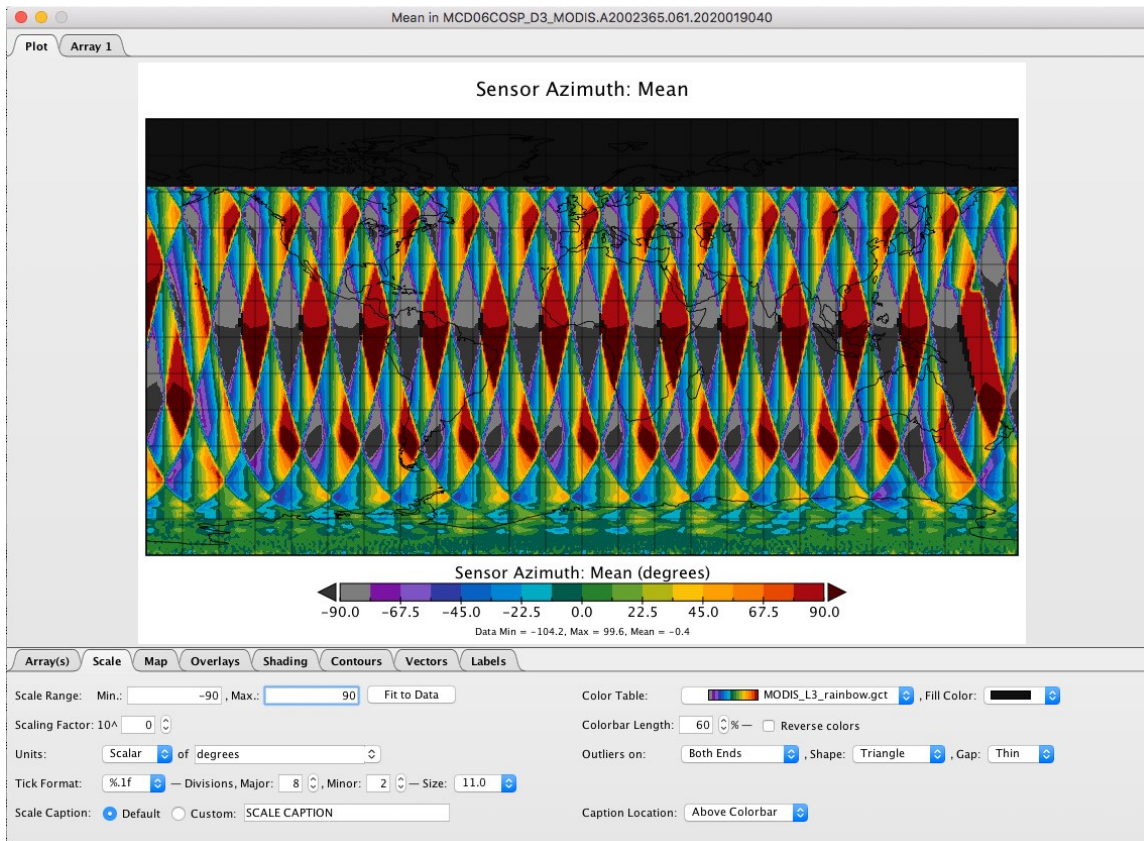 Mean in MCD06COSP_D3_MODIS.A2002365.061.2020019040
Plot Array 1
Sensor Azimuth: Mean
Sensor Azimuth: Mean (degrees)
-90.0 -67.5 -45.0 -22.5 0.0 22.5 45.0 67.5 90.0
Data Min = -104.2, Max = 99.6, Mean = -0.4
Array(s) Scale Map Overlays Shading Contours Vectors Labels
Scale Range: Min.: -90 , Max.: 90 Fit to Data Color Table: MODIS_L3_rainbow.gct , Fill Color:
Scaling Factor: 10^ 0 Colorbar Length: 60 % — Reverse colors
Units: Scalar of degrees Outliers on: Both Ends , Shape: Triangle , Gap: Thin
Tick Format: %.1f — Divisions, Major: 8 , Minor: 2 — Size: 11.0
Scale Caption: Default Custom: SCALE CAPTION Caption Location: Above Colorbar